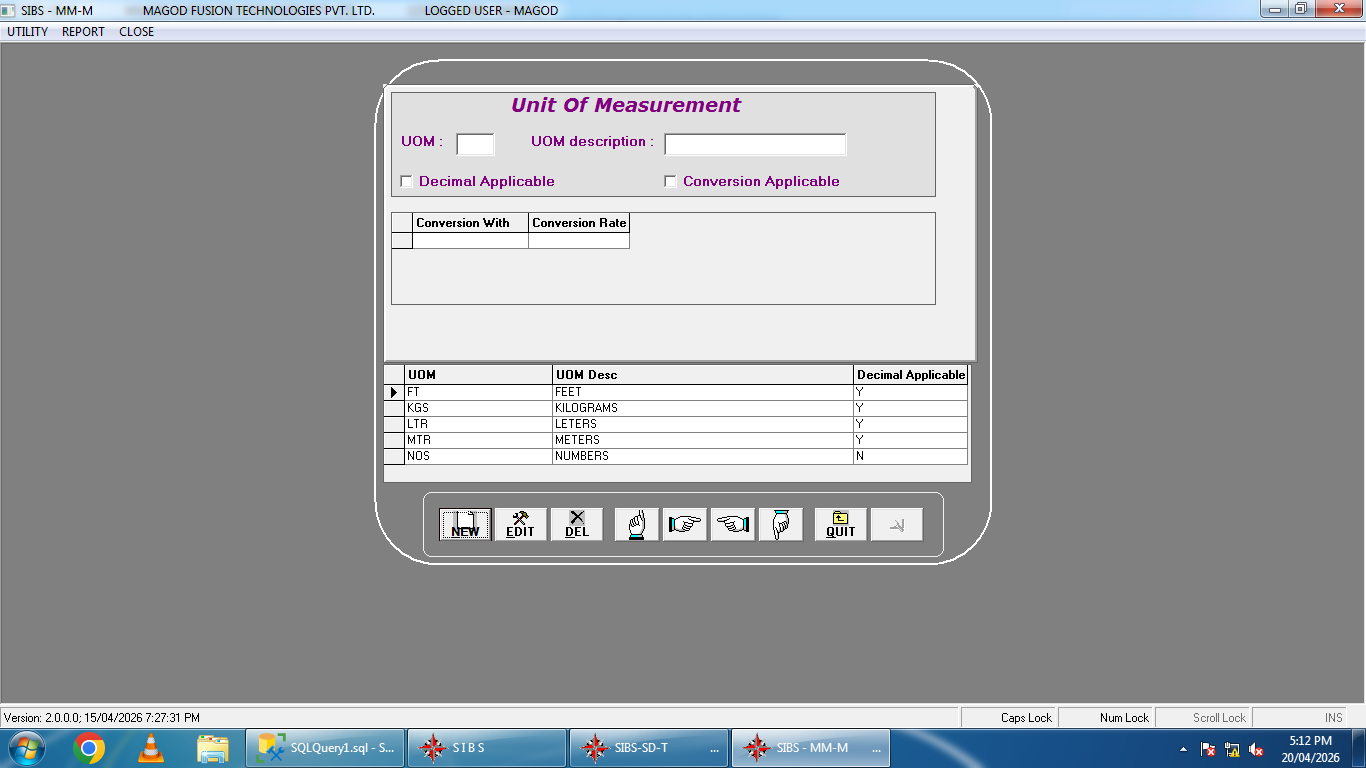 SIBS - MM-M MAGOD FUSION TECHNOLOGIES PVT. LTD. LOGGED USER - MAGOD
UTILITY REPORT CLOSE
Unit Of Measurement
UOM : UOM description :
Decimal Applicable Conversion Applicable
Conversion With Conversion Rate
UOM UOM Desc Decimal Applicable
FT FEET Y
KGS KILOGRAMS Y
LTR LETERS Y
MTR METERS Y
NOS NUMBERS N
NEW EDIT DEL QUIT
Version: 2.0.0.0; 15/04/2026 7:27:31 PM Caps Lock Num Lock Scroll Lock INS
SQLQuery1.sql - S... S I B S SIBS-SD-T ... SIBS - MM-M ... 5:12 PM
20/04/2026